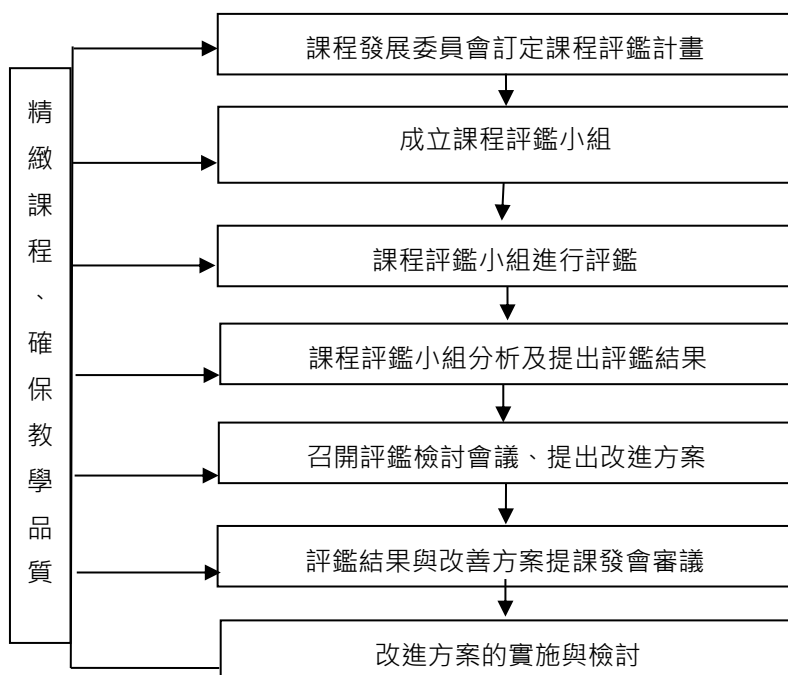 課程發展委員會訂定課程評鑑計畫
成立課程評鑑小組
課程評鑑小組進行評鑑
課程評鑑小組分析及提出評鑑結果
召開評鑑檢討會議、提出改進方案
評鑑結果與改善方案提課發會審議
改進方案的實施與檢討
精緻課程、確保教學品質